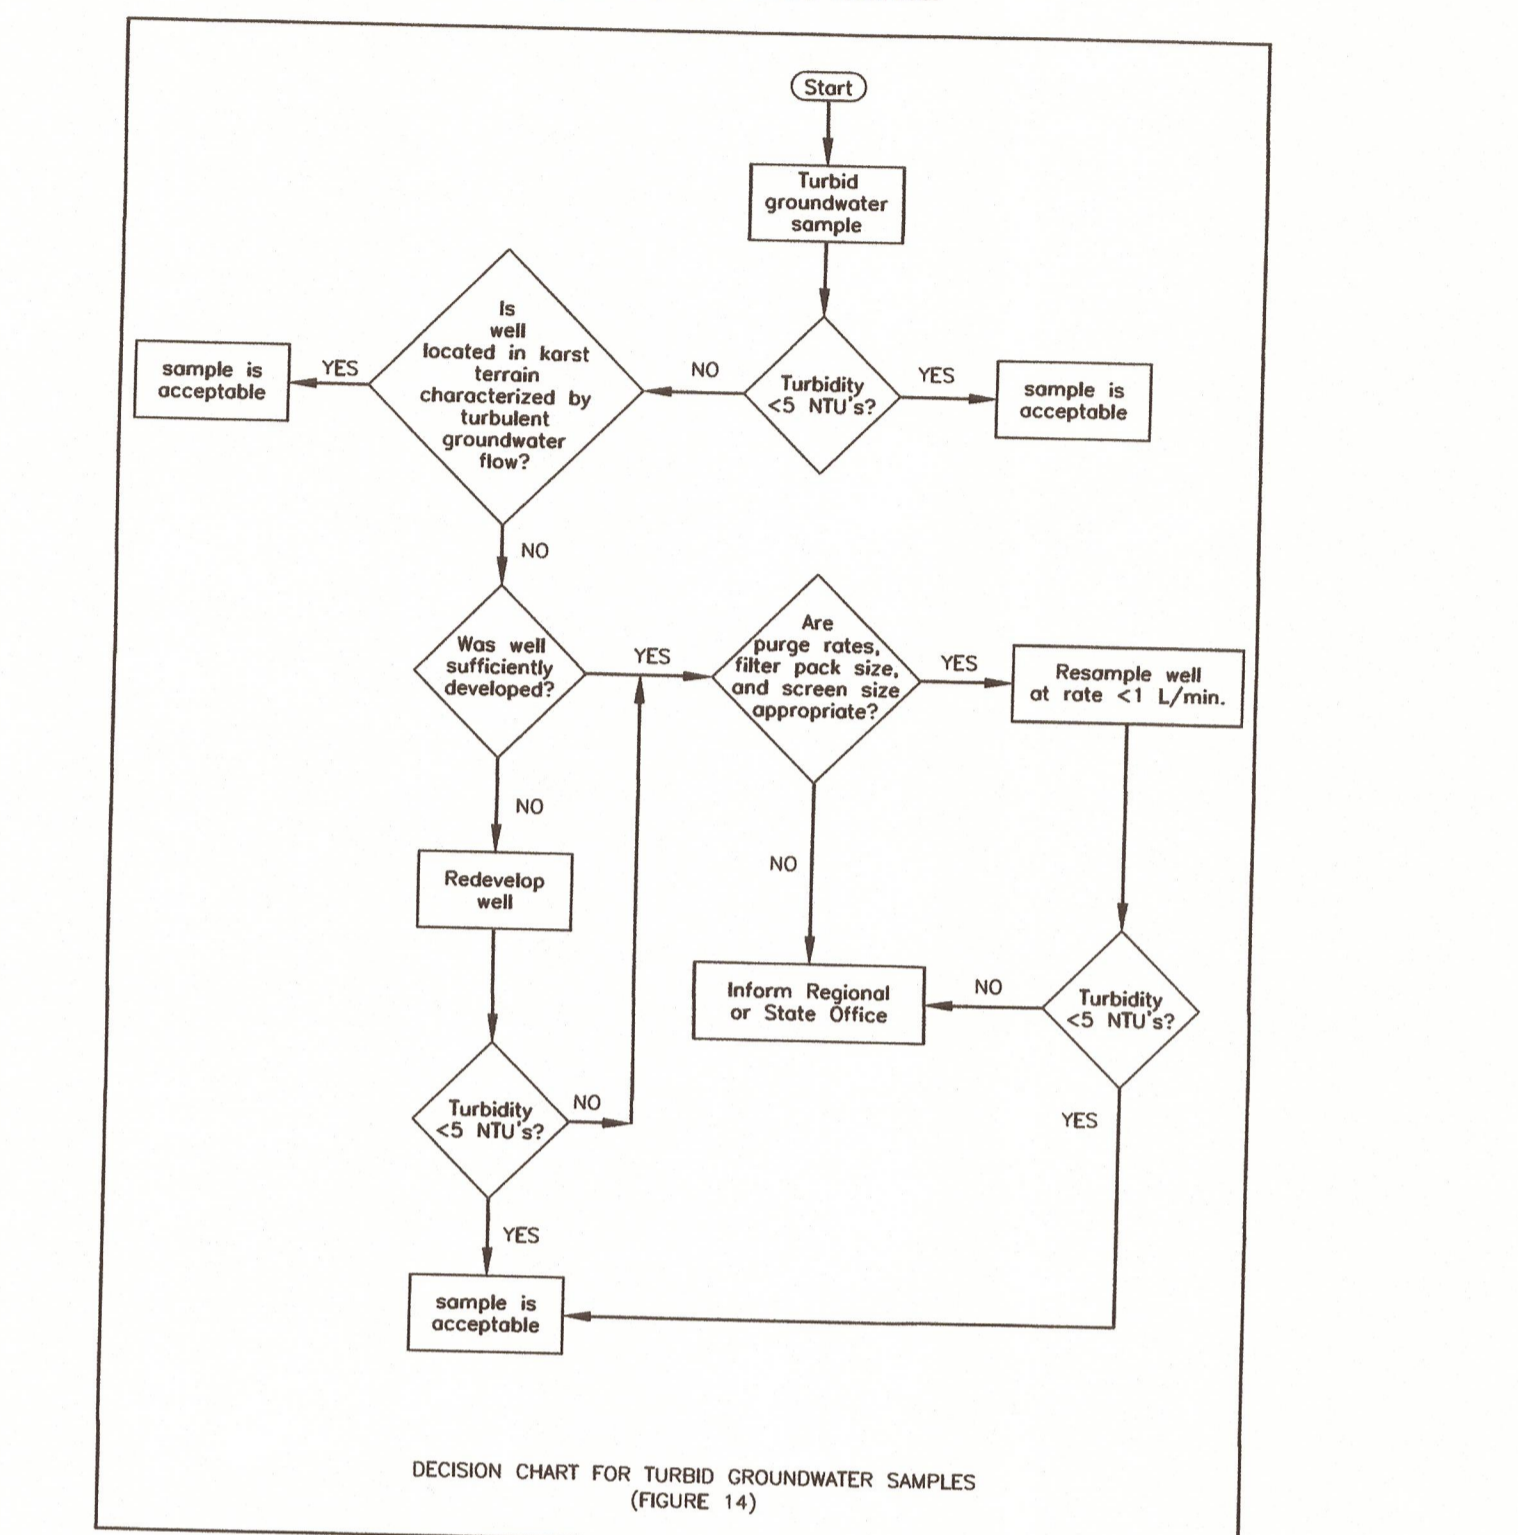 Start
Turbid
groundwater
sample
Turbidity
<5 NTU's?
YES
sample is
acceptable
NO
Is
well
located in karst
terrain
characterized by
turbulent
groundwater
flow?
YES
sample is
acceptable
NO
Was well
sufficiently
developed?
YES
Are
purge rates,
filter pack size,
and screen size
appropriate?
YES
Resample well
at rate <1 L/min.
NO
Redevelop
well
NO
Inform Regional
or State Office
NO
Turbidity
<5 NTU's?
YES
Turbidity
<5 NTU's?
NO
YES
sample is
acceptable
DECISION CHART FOR TURBID GROUNDWATER SAMPLES
(FIGURE 14)